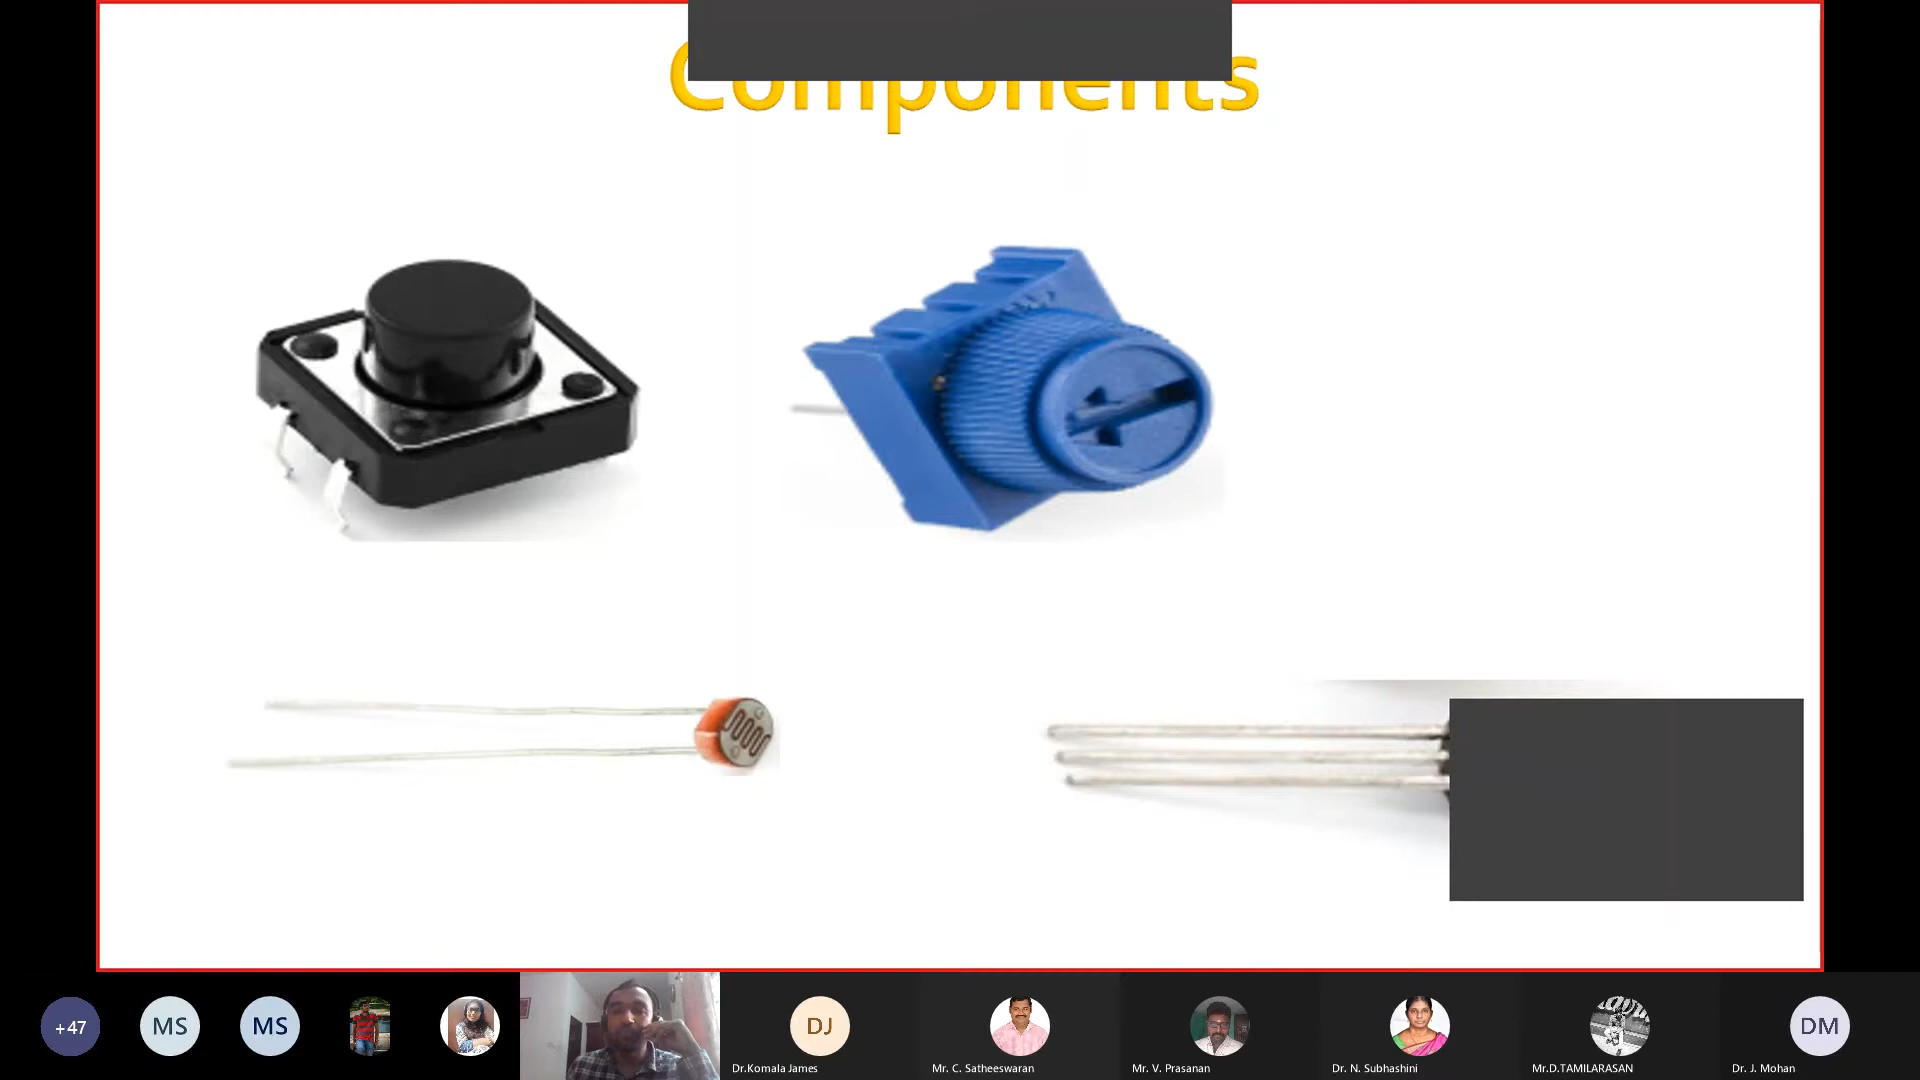 Components
+47
MS
MS
DJ
DM
Dr.Komala James
Mr. C. Satheeswaran
Mr. V. Prasanan
Dr. N. Subhashini
Mr.D.TAMILARASAN
Dr. J. Mohan